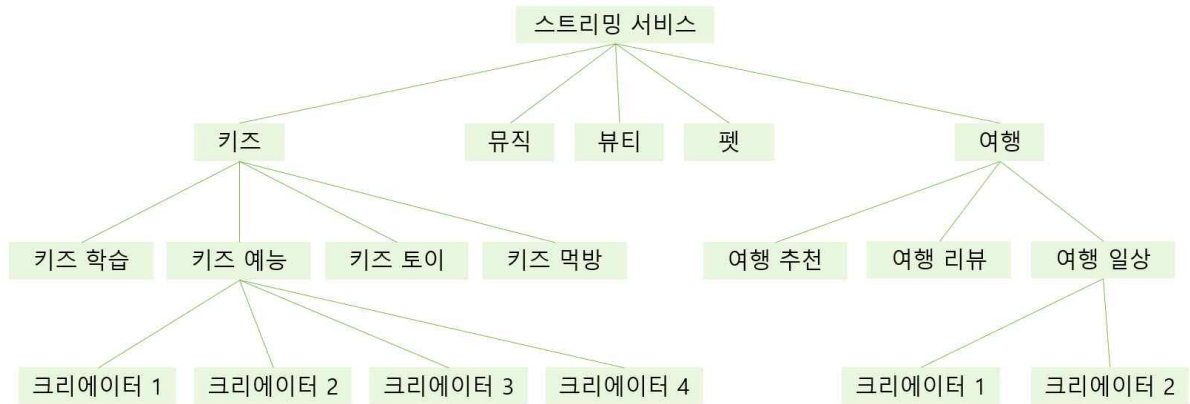 스트리밍 서비스
키즈 뮤직 뷰티 펫 여행
키즈 학습 키즈 예능 키즈 토이 키즈 먹방 여행 추천 여행 리뷰 여행 일상
크리에이터 1 크리에이터 2 크리에이터 3 크리에이터 4 크리에이터 1 크리에이터 2